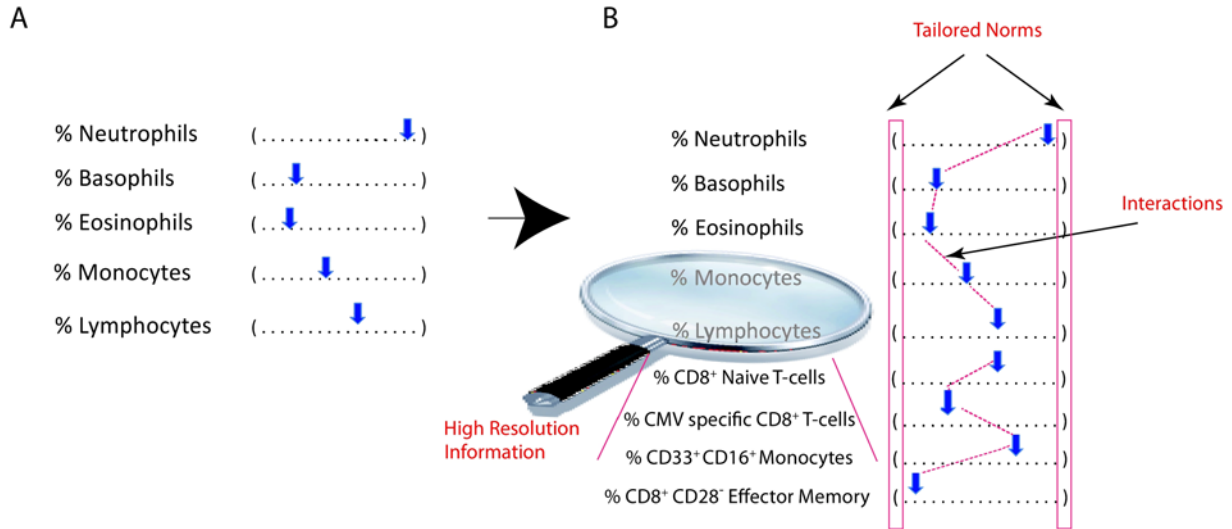 A
% Neutrophils (....................)
% Basophils (....................)
% Eosinophils (....................)
% Monocytes (....................)
% Lymphocytes (....................)
B
Tailored Norms
% Neutrophils (....................)
% Basophils (....................)
Interactions
% Eosinophils (....................)
% Monocytes (....................)
% Lymphocytes (....................)
% CD8⁺ Naive T-cells (....................)
High Resolution
Information
% CMV specific CD8⁺ T-cells (....................)
% CD33⁺CD16⁺ Monocytes (....................)
% CD8⁺ CD28⁻ Effector Memory (....................)